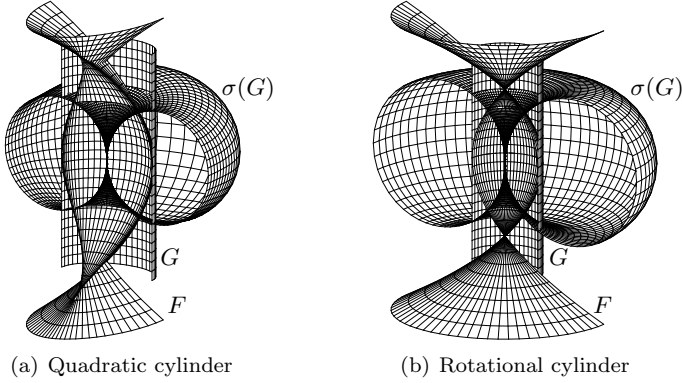 σ(G)
G
F
(a) Quadratic cylinder
σ(G)
G
F
(b) Rotational cylinder